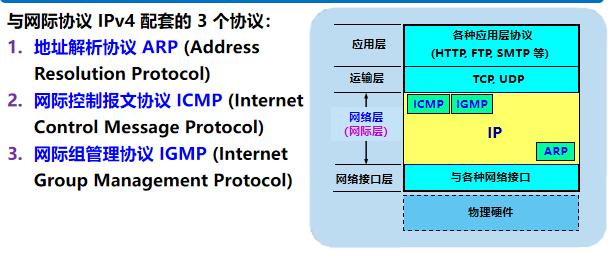 与网际协议 IPv4 配套的 3 个协议：
1. 地址解析协议 ARP (Address
Resolution Protocol)
2. 网际控制报文协议 ICMP (Internet
Control Message Protocol)
3. 网际组管理协议 IGMP (Internet
Group Management Protocol)
应用层
各种应用层协议
(HTTP, FTP, SMTP 等)
运输层
TCP, UDP
网络层
(网际层)
ICMP
IGMP
IP
ARP
网络接口层
与各种网络接口
物理硬件